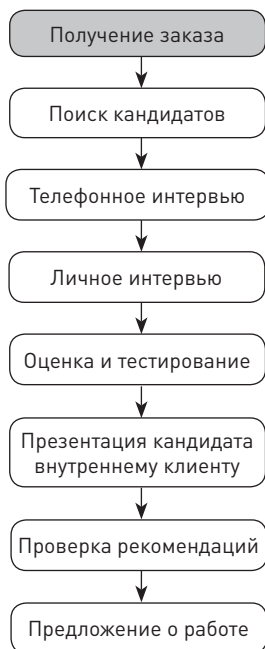 Получение заказа
Поиск кандидатов
Телефонное интервью
Личное интервью
Оценка и тестирование
Презентация кандидата
внутреннему клиенту
Проверка рекомендаций
Предложение о работе